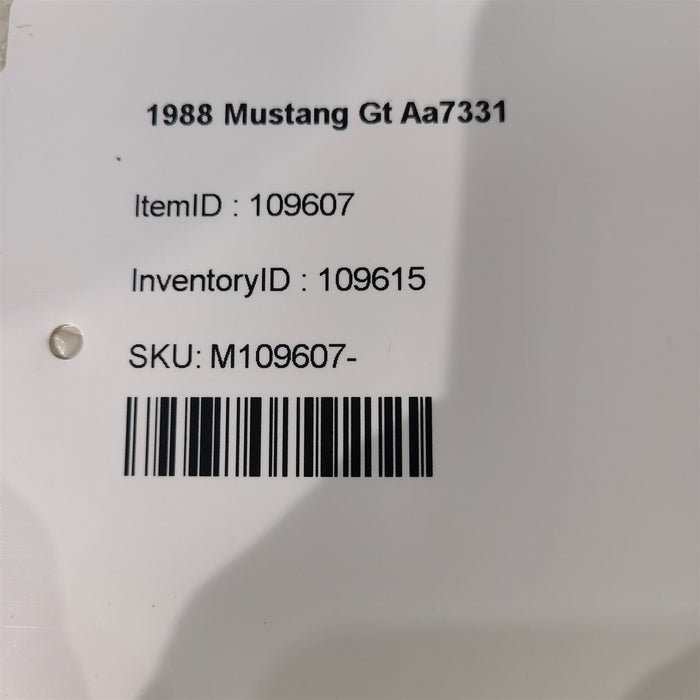 1988 Mustang Gt Aa7331
ItemID : 109607
InventoryID : 109615
SKU: M109607-